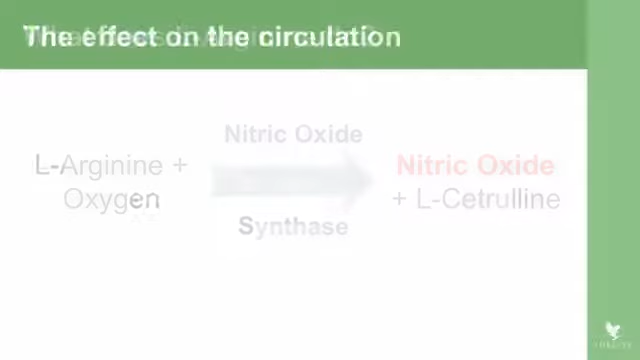 The effect on the circulation
Nitric Oxide
L-Arginine +
Oxygen
Synthase
Nitric Oxide
+ L-Cetrulline